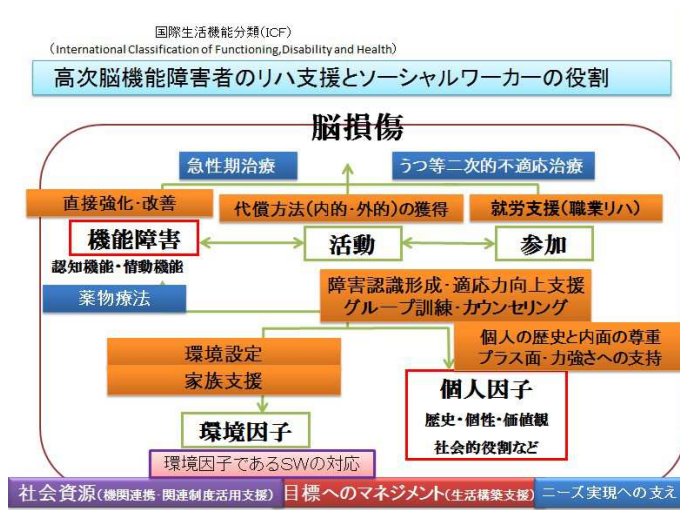 国際生活機能分類(ICF)
(International Classification of Functioning,Disability and Health)
高次脳機能障害者のリハ支援とソーシャルワーカーの役割
脳損傷
急性期治療
うつ等二次的不適応治療
直接強化・改善
代償方法(内的・外的)の獲得
就労支援(職業リハ)
機能障害
活動
参加
認知機能・情動機能
薬物療法
障害認識形成・適応力向上支援
グループ訓練・カウンセリング
個人の歴史と内面の尊重
プラス面・力強さへの支持
環境設定
家族支援
個人因子
歴史・個性・価値観
社会的役割など
環境因子
環境因子であるSWの対応
社会資源(機関連携・関連制度活用支援)
目標へのマネジメント(生活構築支援)
ニーズ実現への支え